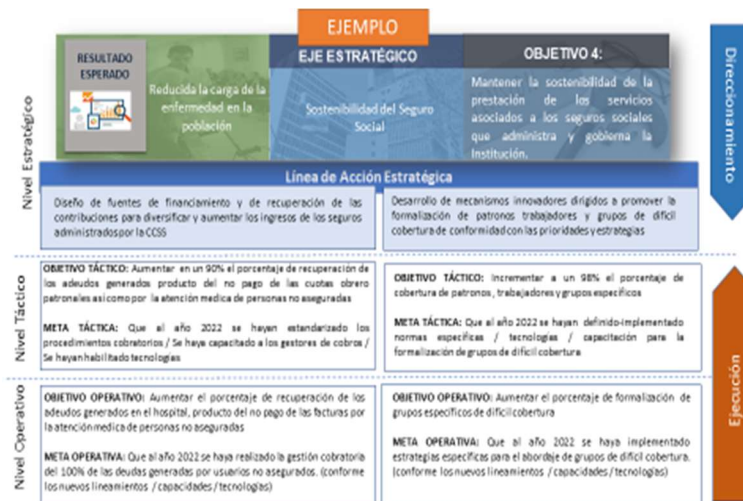 EJEMPLO
RESULTADO
ESPERADO
Reducida la carga de la
enfermedad en la
población
EJE ESTRATÉGICO
Sostenibilidad del Seguro
Social
OBJETIVO 4:
Mantener la sostenibilidad de la
prestación de los servicios
asociados a los seguros sociales
que administra y gobierna la
Institución.
Direccionamiento
Nivel Estratégico
Línea de Acción Estratégica
Diseño de fuentes de financiamiento y de recuperación de las
contribuciones para diversificar y aumentar los ingresos de los seguros
administrados por la CCSS
Desarrollo de mecanismos innovadores dirigidos a promover la
formalización de patronos trabajadores y grupos de difícil
cobertura de conformidad con las prioridades y estrategias
Nivel Táctico
OBJETIVO TÁCTICO: Aumentar en un 90% el porcentaje de recuperación de
los adeudos generados producto del no pago de las cuotas obrero
patronales asi como por la atención medica de personas no aseguradas
META TÁCTICA: Que al año 2022 se hayan estandarizado los
procedimientos cobratorios / Se haya capacitado a los gestores de cobros /
Se hayan habilitado tecnologías
OBJETIVO TÁCTICO: Incrementar a un 98% el porcentaje de
cobertura de patronos, trabajadores y grupos específicos
META TÁCTICA: Que al año 2022 se hayan definido-implementado
normas específicas / tecnologías / capacitación para la
formalización de grupos de difícil cobertura
Ejecución
Nivel Operativo
OBJETIVO OPERATIVO: Aumentar el porcentaje de recuperación de los
adeudos generados en el hospital, producto del no pago de las facturas por
la atención medica de personas no aseguradas
META OPERATIVA: Que al año 2022 se haya realizado la gestión cobratoria
del 100% de las deudas generadas por usuarios no asegurados. (conforme
los nuevos lineamientos / capacidades / tecnologías)
OBJETIVO OPERATIVO: Aumentar el porcentaje de formalización de
grupos específicos de difícil cobertura
META OPERATIVA: Que al año 2022 se haya implementado
estrategias específicas para el abordaje de grupos de difícil cobertura.
(conforme los nuevos lineamientos / capacidades / tecnologías)